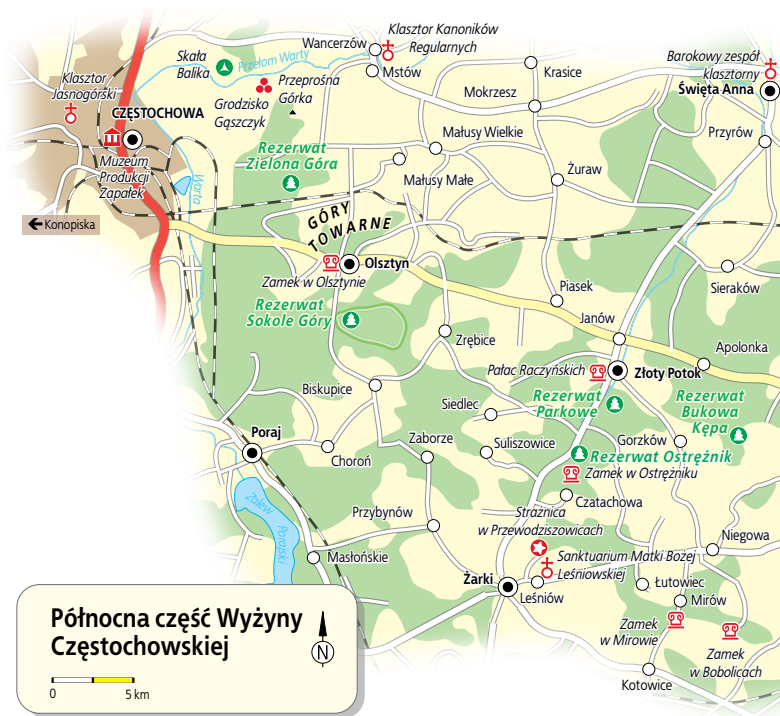 Klasztor Kanoników
Regularnych
Wancerzów
Mstów
Skała
Balika
Przełom Warty
Przeprośna
Górka
Grodzisko
Gąszczyk
Krasice
Mokrzesz
Barokowy zespół
klasztorny
Święta Anna
Przyrów
Klasztor
Jasnogórski
CZĘSTOCHOWA
Muzeum
Produkcji
Zapałek
Warta
Konopiska
Rezerwat
Zielona Góra
Małusy Wielkie
Małusy Małe
Żuraw
GÓRY
TOWARNE
Olsztyn
Zamek w Olsztynie
Rezerwat
Sokole Góry
Piasek
Sieraków
Janów
Zrębice
Apolonka
Pałac Raczyńskich
Złoty Potok
Biskupice
Siedlec
Rezerwat
Parkowe
Rezerwat
Bukowa
Kępa
Poraj
Choroń
Zaborze
Suliszowice
Gorzków
Rezerwat Ostrężnik
Zamek w Ostrężniku
Czatachowa
Zalew
Porajski
Przybynów
Strażnica
w Przewodziszowicach
Niegowa
Masłońskie
Sanktuarium Matki Bożej
Leśniowskiej
Żarki
Leśniów
Łutowiec
Mirów
Zamek
w Mirowie
Zamek
w Bobolicach
Kotowice
Północna część Wyżyny
Częstochowskiej
N
0
5 km